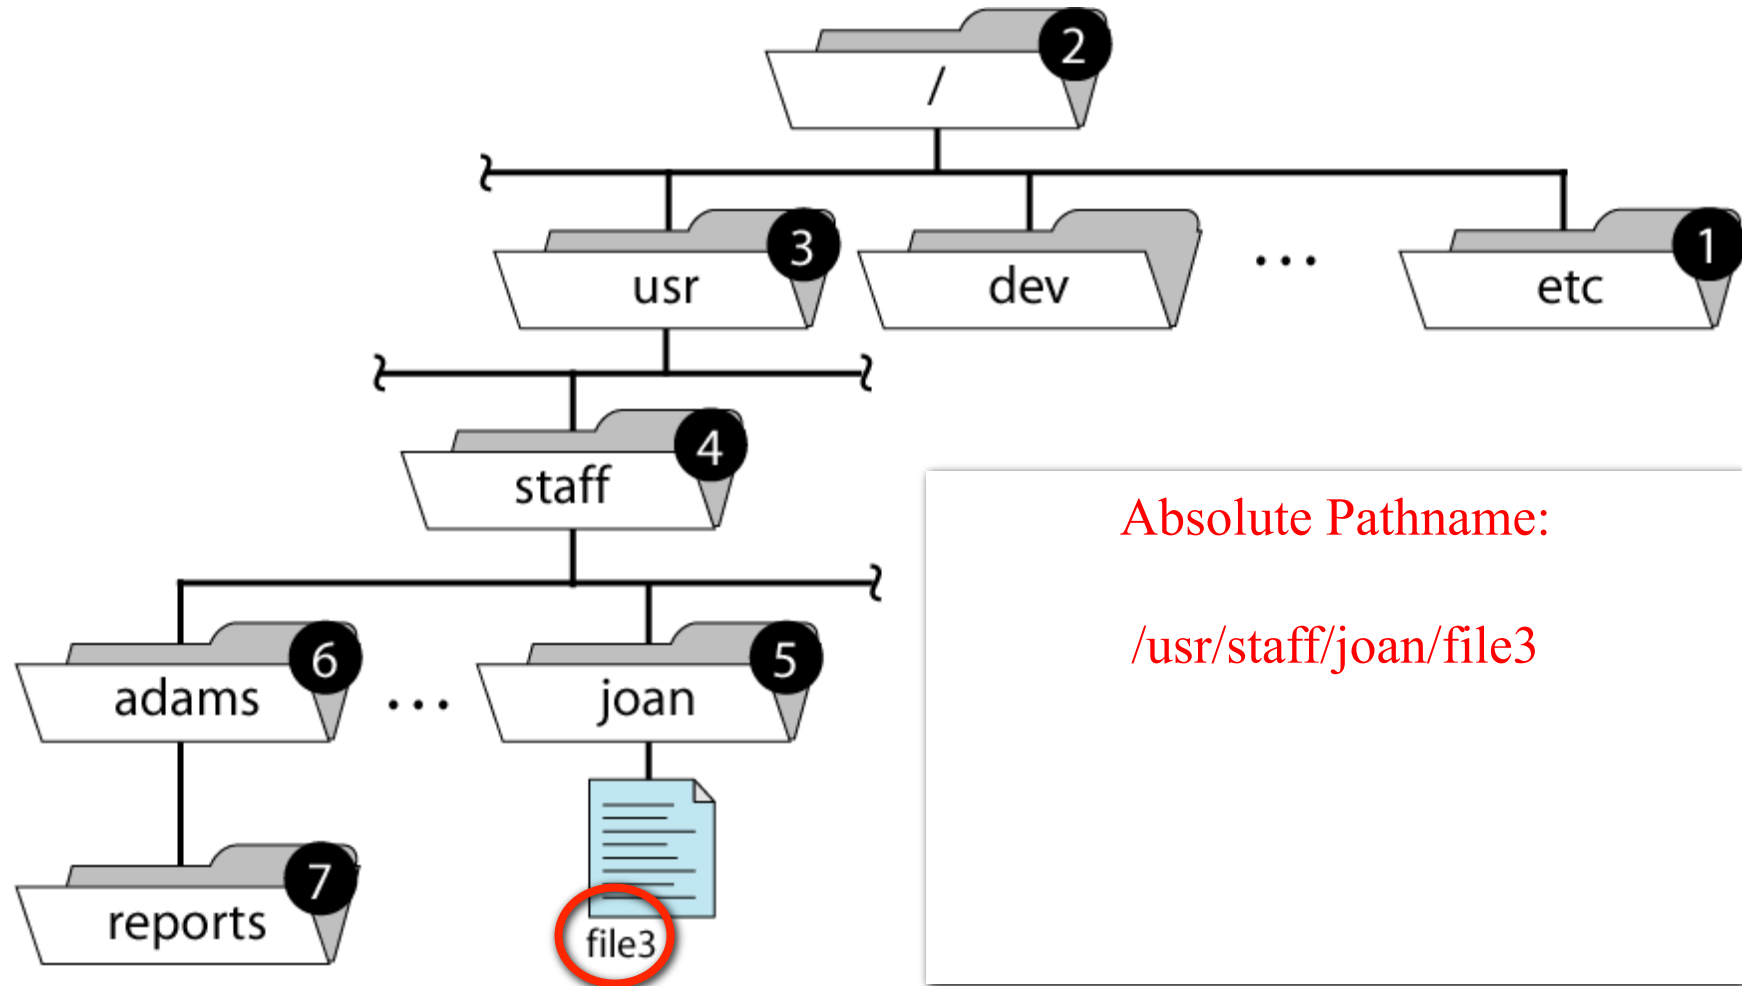 2
/
3
usr
dev
...
1
etc
4
staff
Absolute Pathname:
/usr/staff/joan/file3
6
adams
...
5
joan
7
reports
file3